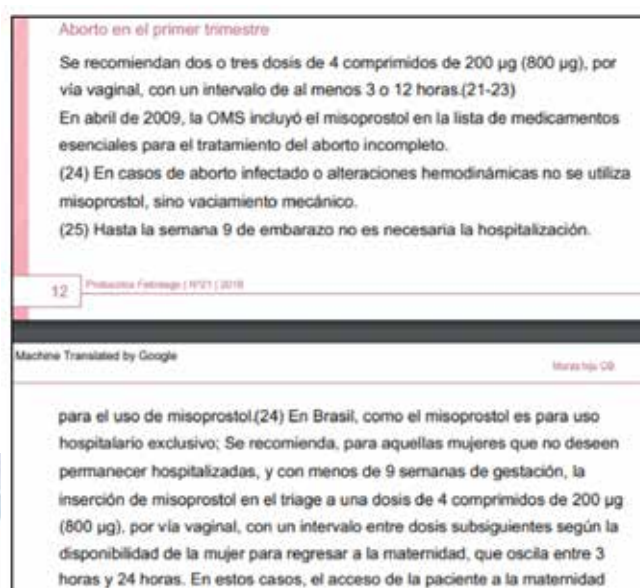 Aborto en el primer trimestre
Se recomiendan dos o tres dosis de 4 comprimidos de 200 µg (800 µg), por
vía vaginal, con un intervalo de al menos 3 o 12 horas.(21-23)
En abril de 2009, la OMS incluyó el misoprostol en la lista de medicamentos
esenciales para el tratamiento del aborto incompleto.
(24) En casos de aborto infectado o alteraciones hemodinámicas no se utiliza
misoprostol, sino vaciamiento mecánico.
(25) Hasta la semana 9 de embarazo no es necesaria la hospitalización.
12 Protocolos Febrasgo | Nº21 | 2018
Machine Translated by Google
para el uso de misoprostol.(24) En Brasil, como el misoprostol es para uso
hospitalario exclusivo; Se recomienda, para aquellas mujeres que no deseen
permanecer hospitalizadas, y con menos de 9 semanas de gestación, la
inserción de misoprostol en el triage a una dosis de 4 comprimidos de 200 µg
(800 µg), por vía vaginal, con un intervalo entre dosis subsiguientes según la
disponibilidad de la mujer para regresar a la maternidad, que oscila entre 3
horas y 24 horas. En estos casos, el acceso de la paciente a la maternidad